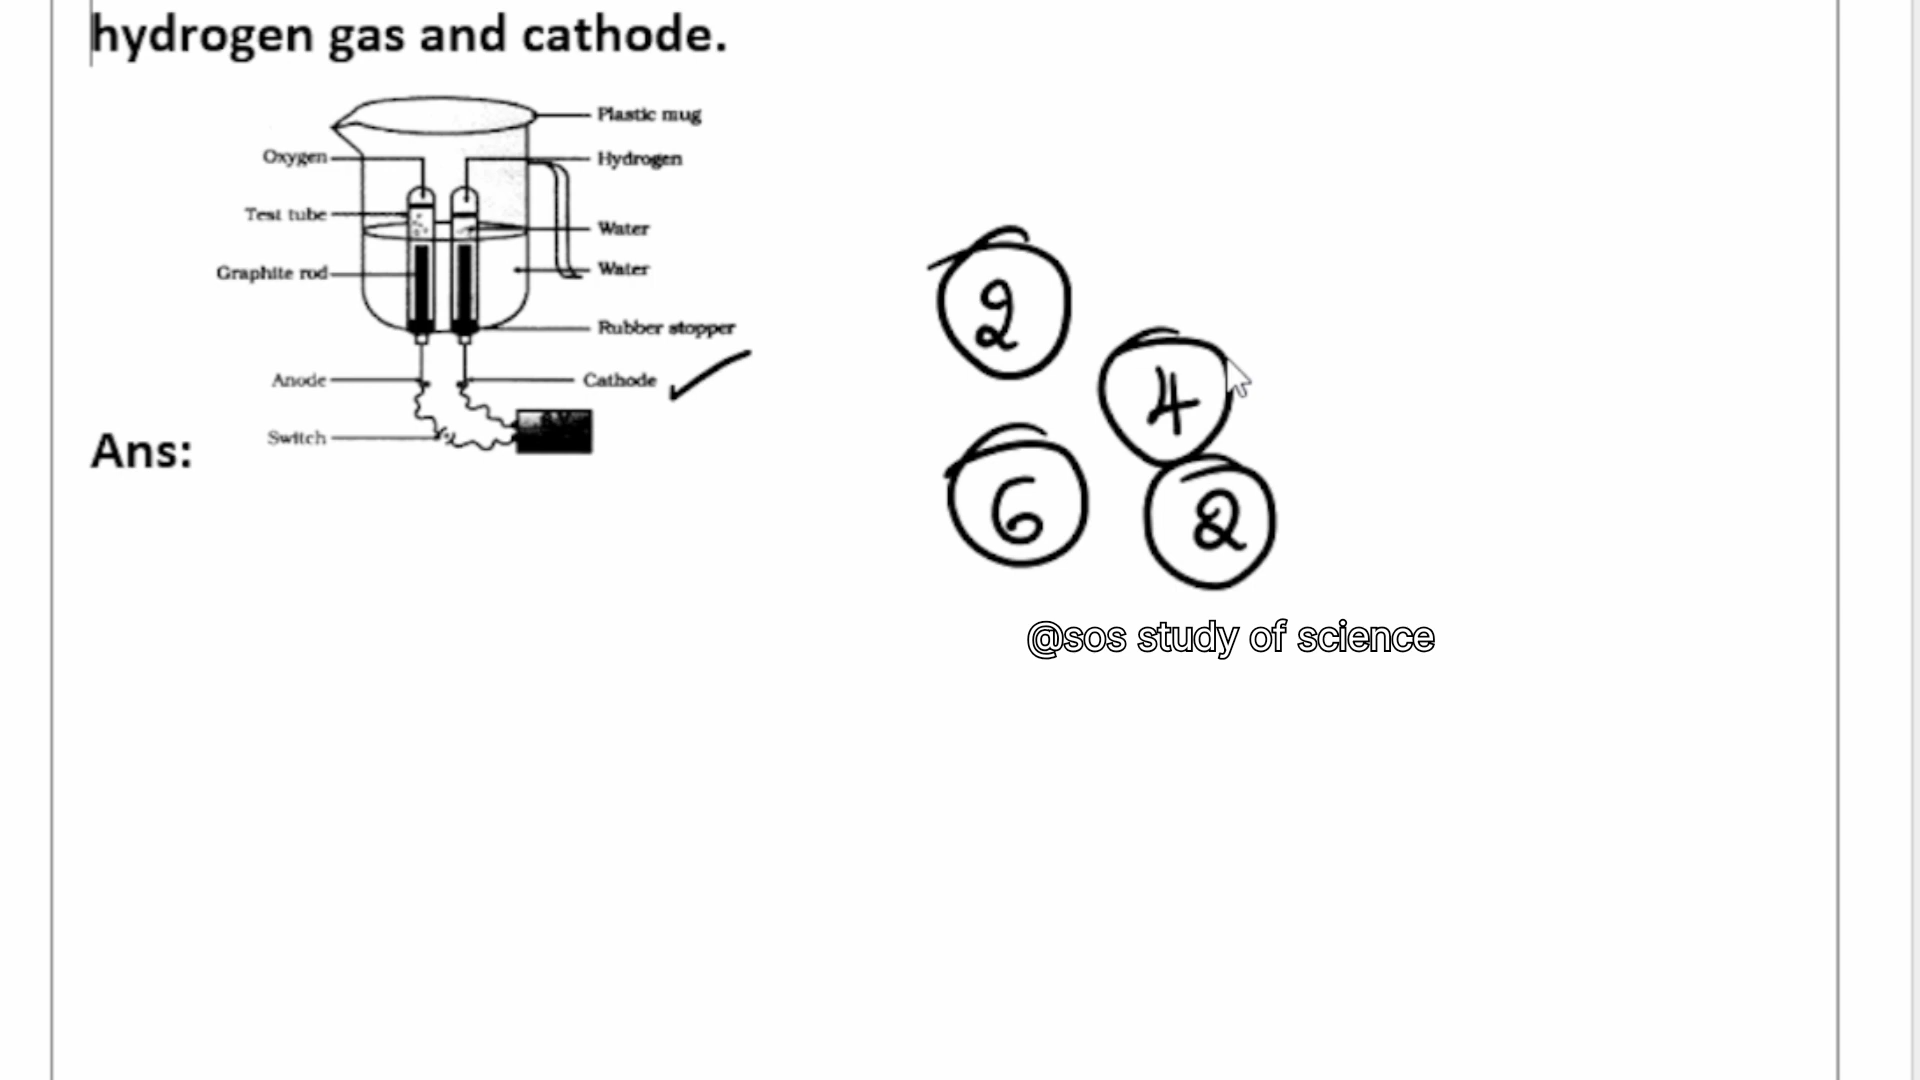 hydrogen gas and cathode.
Plastic mug
Oxygen
Hydrogen
Test tube
Water
Graphite rod
Water
Rubber stopper
Anode
Cathode
Switch
Ans:
2
4
6
2
@sos study of science